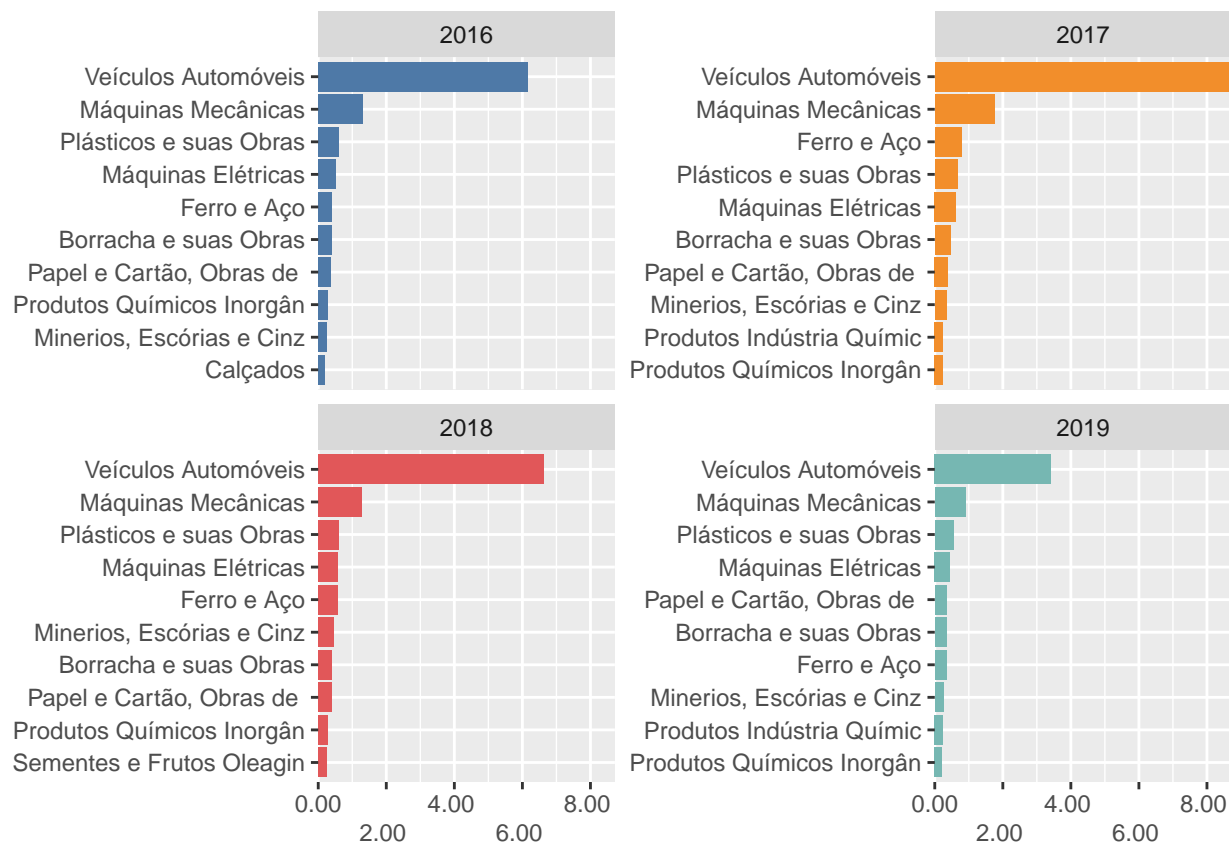 2016
Veículos Automóveis
Máquinas Mecânicas
Plásticos e suas Obras
Máquinas Elétricas
Ferro e Aço
Borracha e suas Obras
Papel e Cartão, Obras de
Produtos Químicos Inorgân
Minerios, Escórias e Cinz
Calçados
2017
Veículos Automóveis
Máquinas Mecânicas
Ferro e Aço
Plásticos e suas Obras
Máquinas Elétricas
Borracha e suas Obras
Papel e Cartão, Obras de
Minerios, Escórias e Cinz
Produtos Indústria Químic
Produtos Químicos Inorgân
2018
Veículos Automóveis
Máquinas Mecânicas
Plásticos e suas Obras
Máquinas Elétricas
Ferro e Aço
Minerios, Escórias e Cinz
Borracha e suas Obras
Papel e Cartão, Obras de
Produtos Químicos Inorgân
Sementes e Frutos Oleagin
0.00 4.00 8.00
2.00 6.00
2019
Veículos Automóveis
Máquinas Mecânicas
Plásticos e suas Obras
Máquinas Elétricas
Papel e Cartão, Obras de
Borracha e suas Obras
Ferro e Aço
Minerios, Escórias e Cinz
Produtos Indústria Químic
Produtos Químicos Inorgân
0.00 4.00 8.00
2.00 6.00